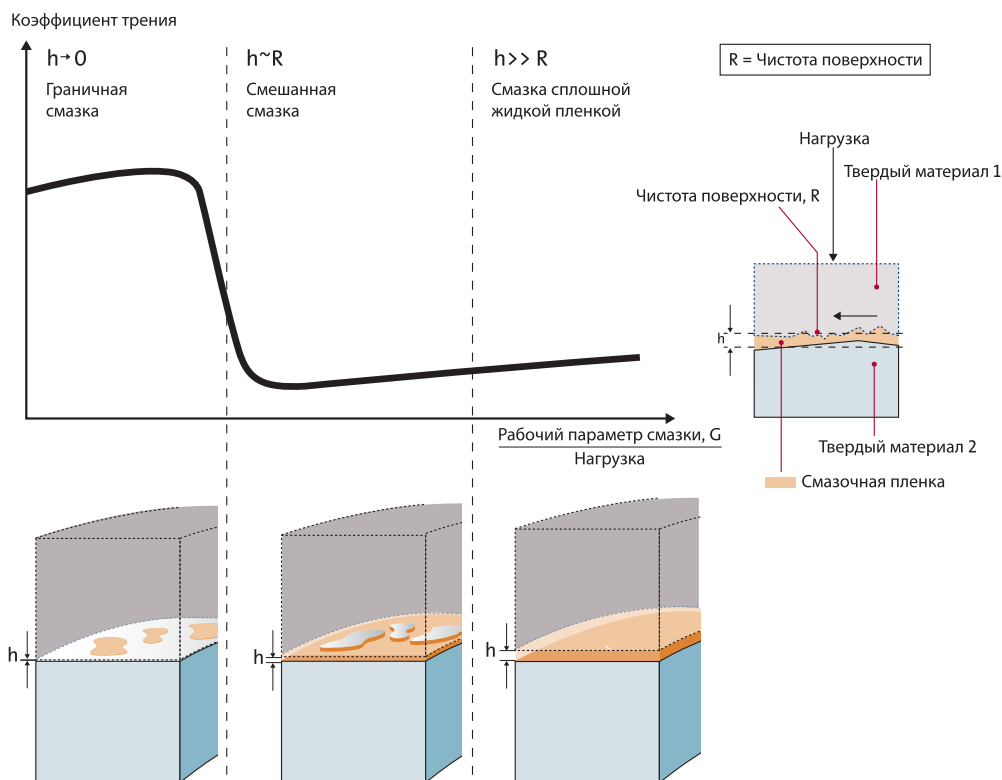 Коэффициент трения
h→0
Граничная
смазка
h~R
Смешанная
смазка
h>> R
Смазка сплошной
жидкой пленкой
R = Чистота поверхности
Нагрузка
Твердый материал 1
Чистота поверхности, R
h
Твердый материал 2
Смазочная пленка
Рабочий параметр смазки, G
Нагрузка
h
h
h